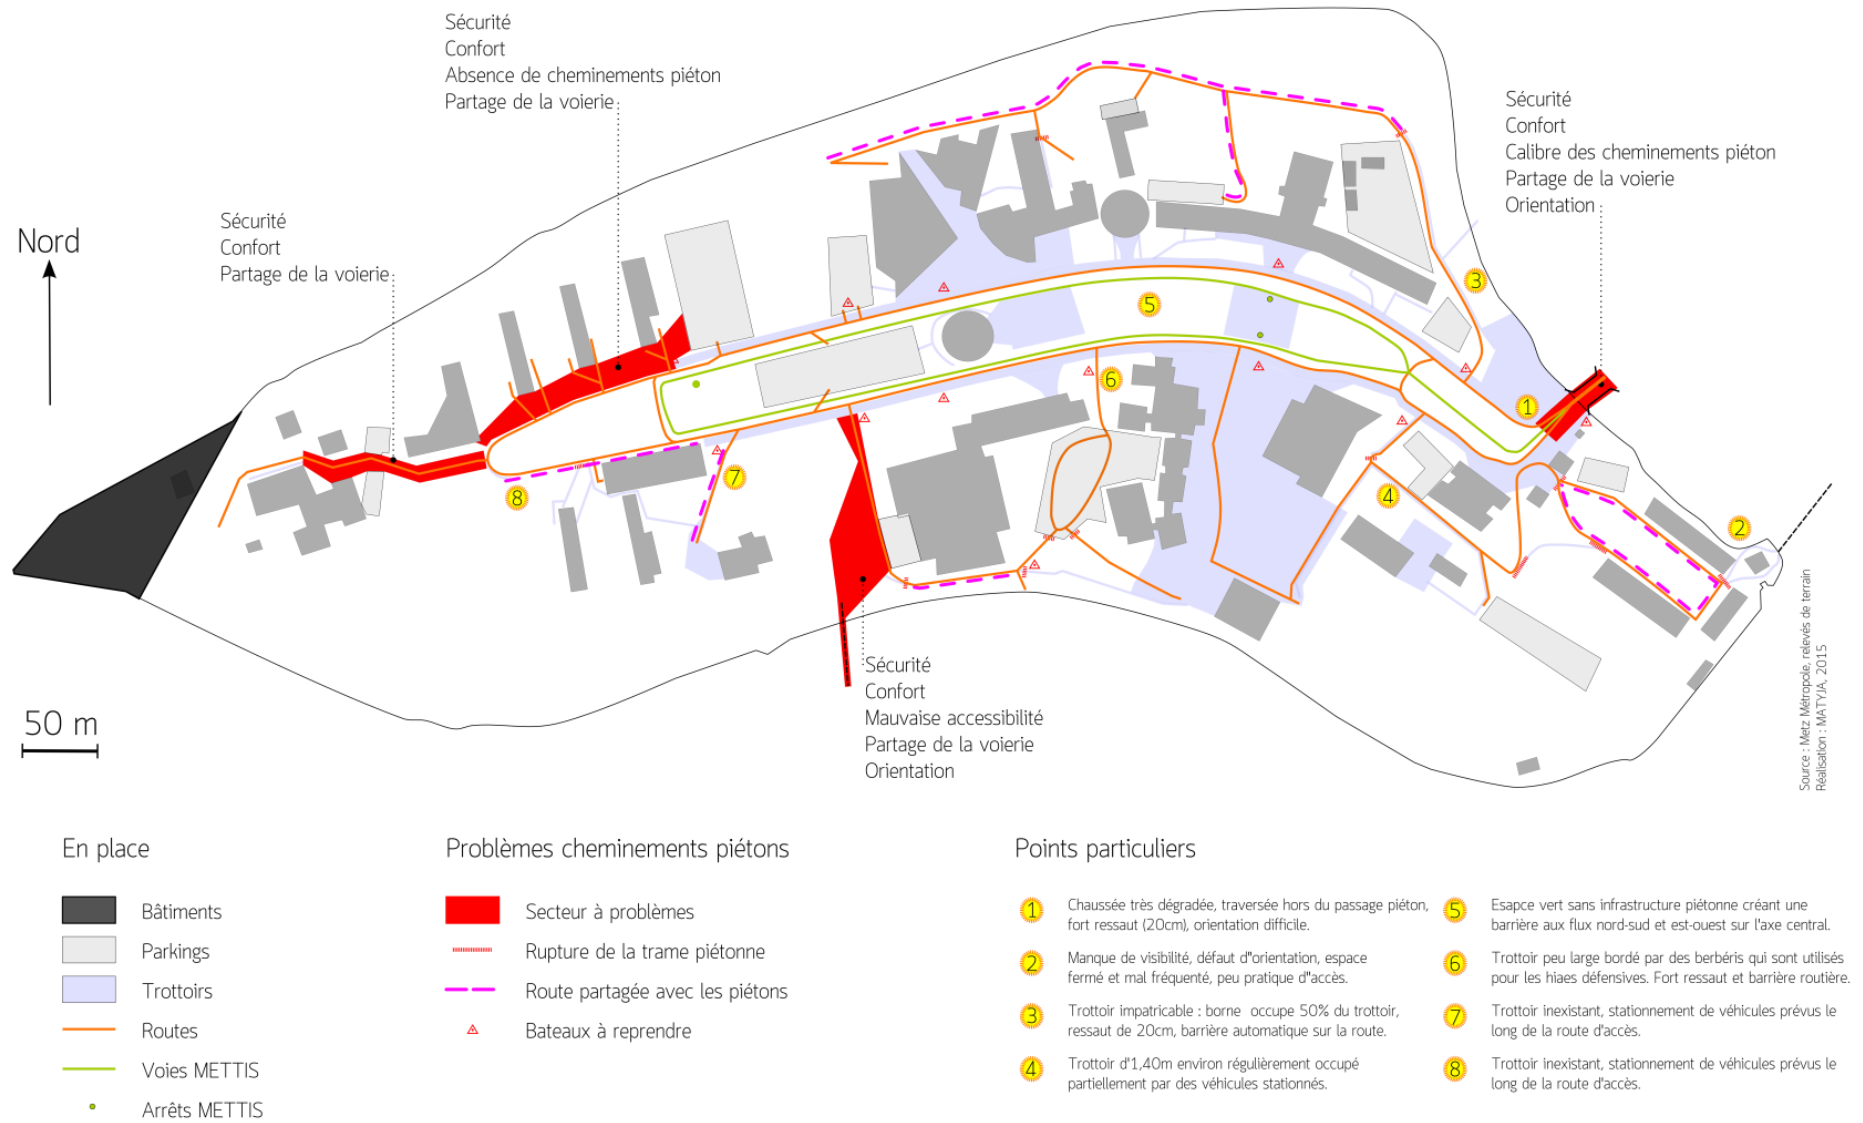 Sécurité
Confort
Absence de cheminements piéton
Partage de la voierie
Sécurité
Confort
Calibre des cheminements piéton
Partage de la voierie
Orientation
Sécurité
Confort
Partage de la voierie
Nord
3
5
6
1
7
8
4
2
Sécurité
Confort
Mauvaise accessibilité
Partage de la voierie
Orientation
50 m
Source : Metz Métropole, relevés de terrain
Réalisation : MATYJA, 2015
En place
Bâtiments
Parkings
Trottoirs
Routes
Voies METTIS
Arrêts METTIS
Problèmes cheminements piétons
Secteur à problèmes
Rupture de la trame piétonne
Route partagée avec les piétons
Bateaux à reprendre
Points particuliers
1 Chaussée très dégradée, traversée hors du passage piéton,
fort ressaut (20cm), orientation difficile.
2 Manque de visibilité, défaut d"orientation, espace
fermé et mal fréquenté, peu pratique d"accès.
3 Trottoir impatricable : borne occupe 50% du trottoir,
ressaut de 20cm, barrière automatique sur la route.
4 Trottoir d'1,40m environ régulièrement occupé
partiellement par des véhicules stationnés.
5 Esapce vert sans infrastructure piétonne créant une
barrière aux flux nord-sud et est-ouest sur l'axe central.
6 Trottoir peu large bordé par des berbéris qui sont utilisés
pour les hiaes défensives. Fort ressaut et barrière routière.
7 Trottoir inexistant, stationnement de véhicules prévus le
long de la route d'accès.
8 Trottoir inexistant, stationnement de véhicules prévus le
long de la route d'accès.